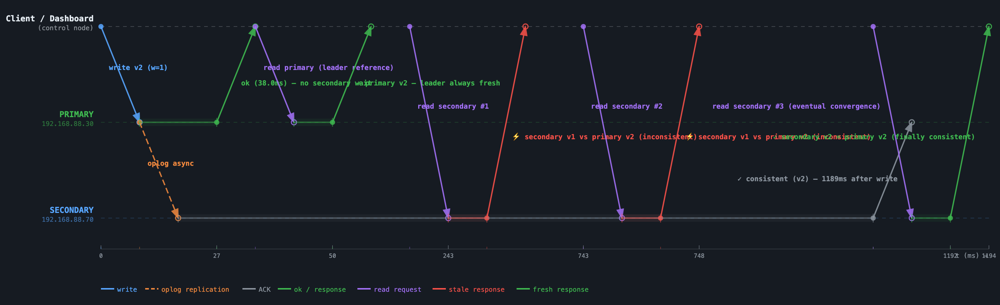 Client / Dashboard
(control node)
write v2 (w=1)
read primary (leader reference)
ok (38.0ms) — no secondary wait
primary v2 — leader always fresh
read secondary #1
read secondary #2
read secondary #3 (eventual convergence)
PRIMARY
192.168.88.30
⚡ secondary v1 vs primary v2 (inconsistent)
⚡ secondary v1 vs primary v2 (inconsistent)
✓ secondary v2 = primary v2 (finally consistent)
oplog async
✓ consistent (v2) — 1189ms after write
SECONDARY
192.168.88.70
0 27 50 243 743 748 1192 t (ms) 1194
write oplog replication ACK ok / response read request stale response fresh response